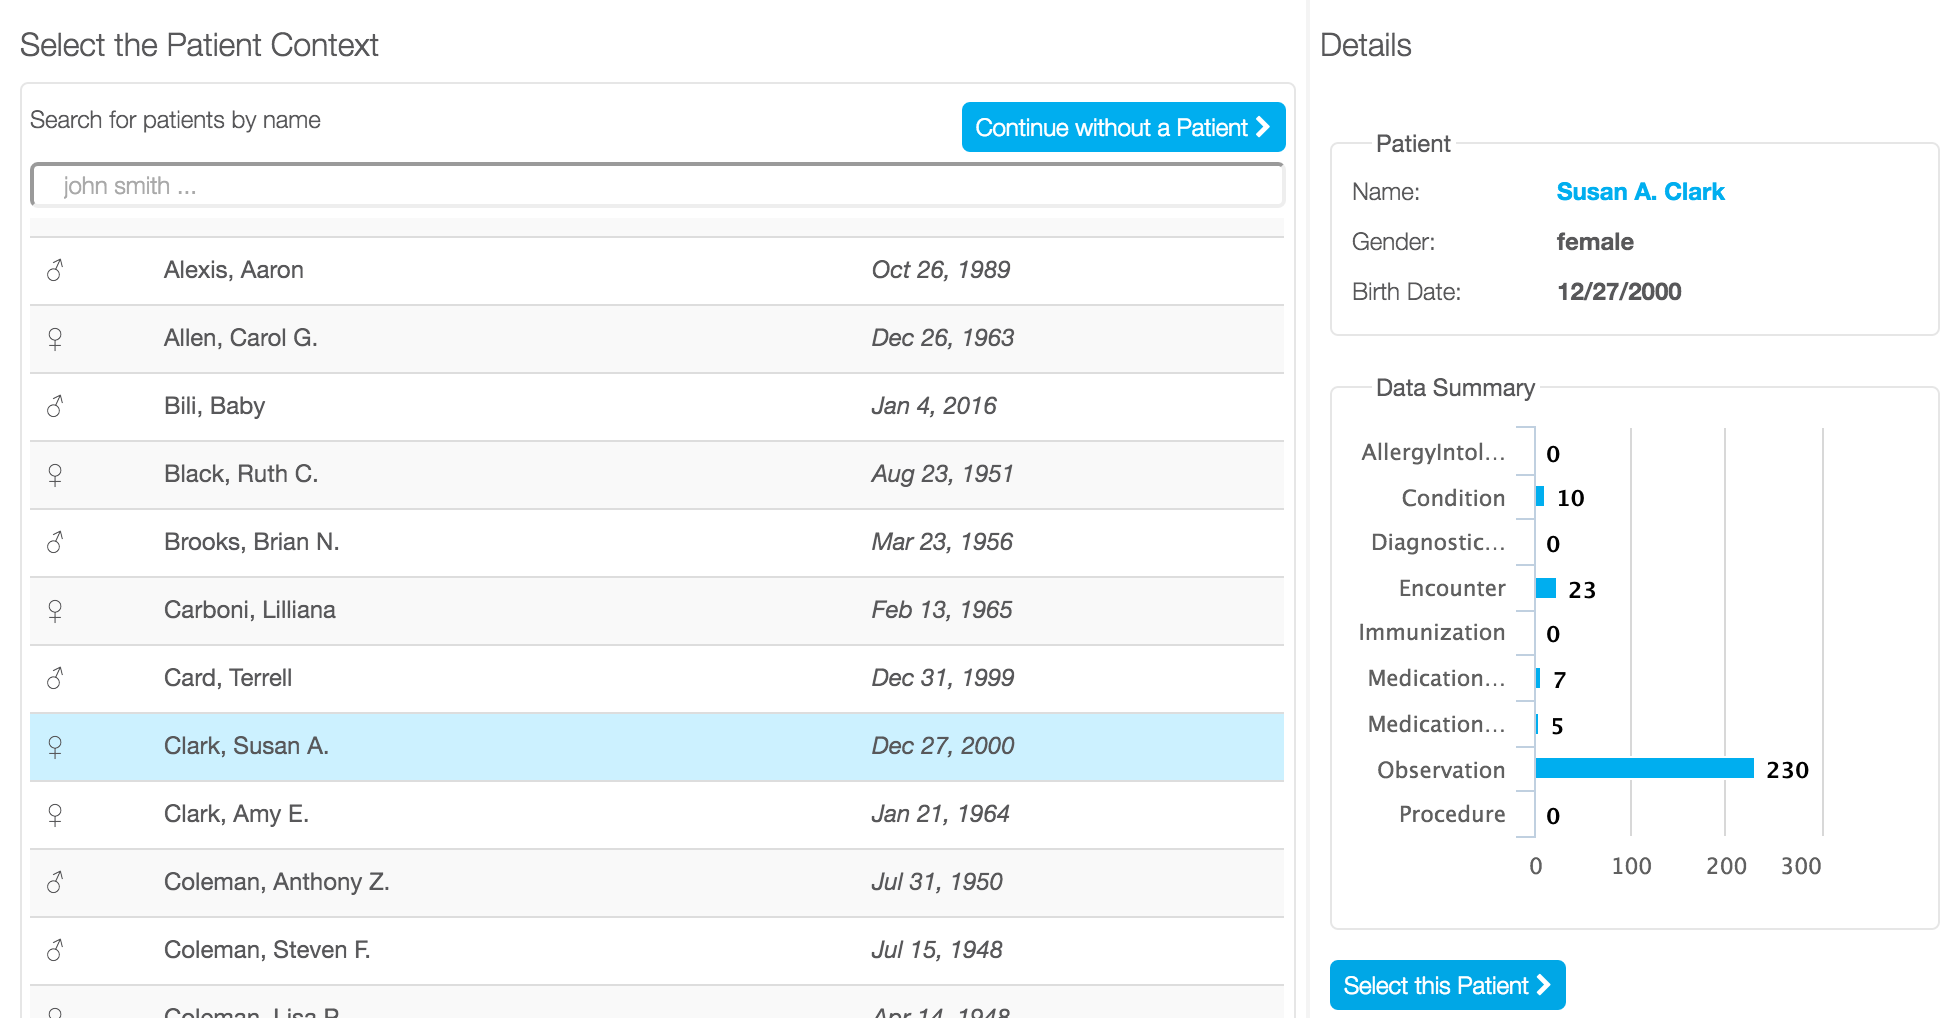 Select the Patient Context
Search for patients by name
Continue without a Patient
john smith ...
Alexis, Aaron Oct 26, 1989
Allen, Carol G. Dec 26, 1963
Bili, Baby Jan 4, 2016
Black, Ruth C. Aug 23, 1951
Brooks, Brian N. Mar 23, 1956
Carboni, Lilliana Feb 13, 1965
Card, Terrell Dec 31, 1999
Clark, Susan A. Dec 27, 2000
Clark, Amy E. Jan 21, 1964
Coleman, Anthony Z. Jul 31, 1950
Coleman, Steven F. Jul 15, 1948
Coleman, Lisa P. Apr 14, 1948
Details
Patient
Name: Susan A. Clark
Gender: female
Birth Date: 12/27/2000
Data Summary
AllergyIntol... 0
Condition 10
Diagnostic... 0
Encounter 23
Immunization 0
Medication... 7
Medication... 5
Observation 230
Procedure 0
0 100 200 300
Select this Patient